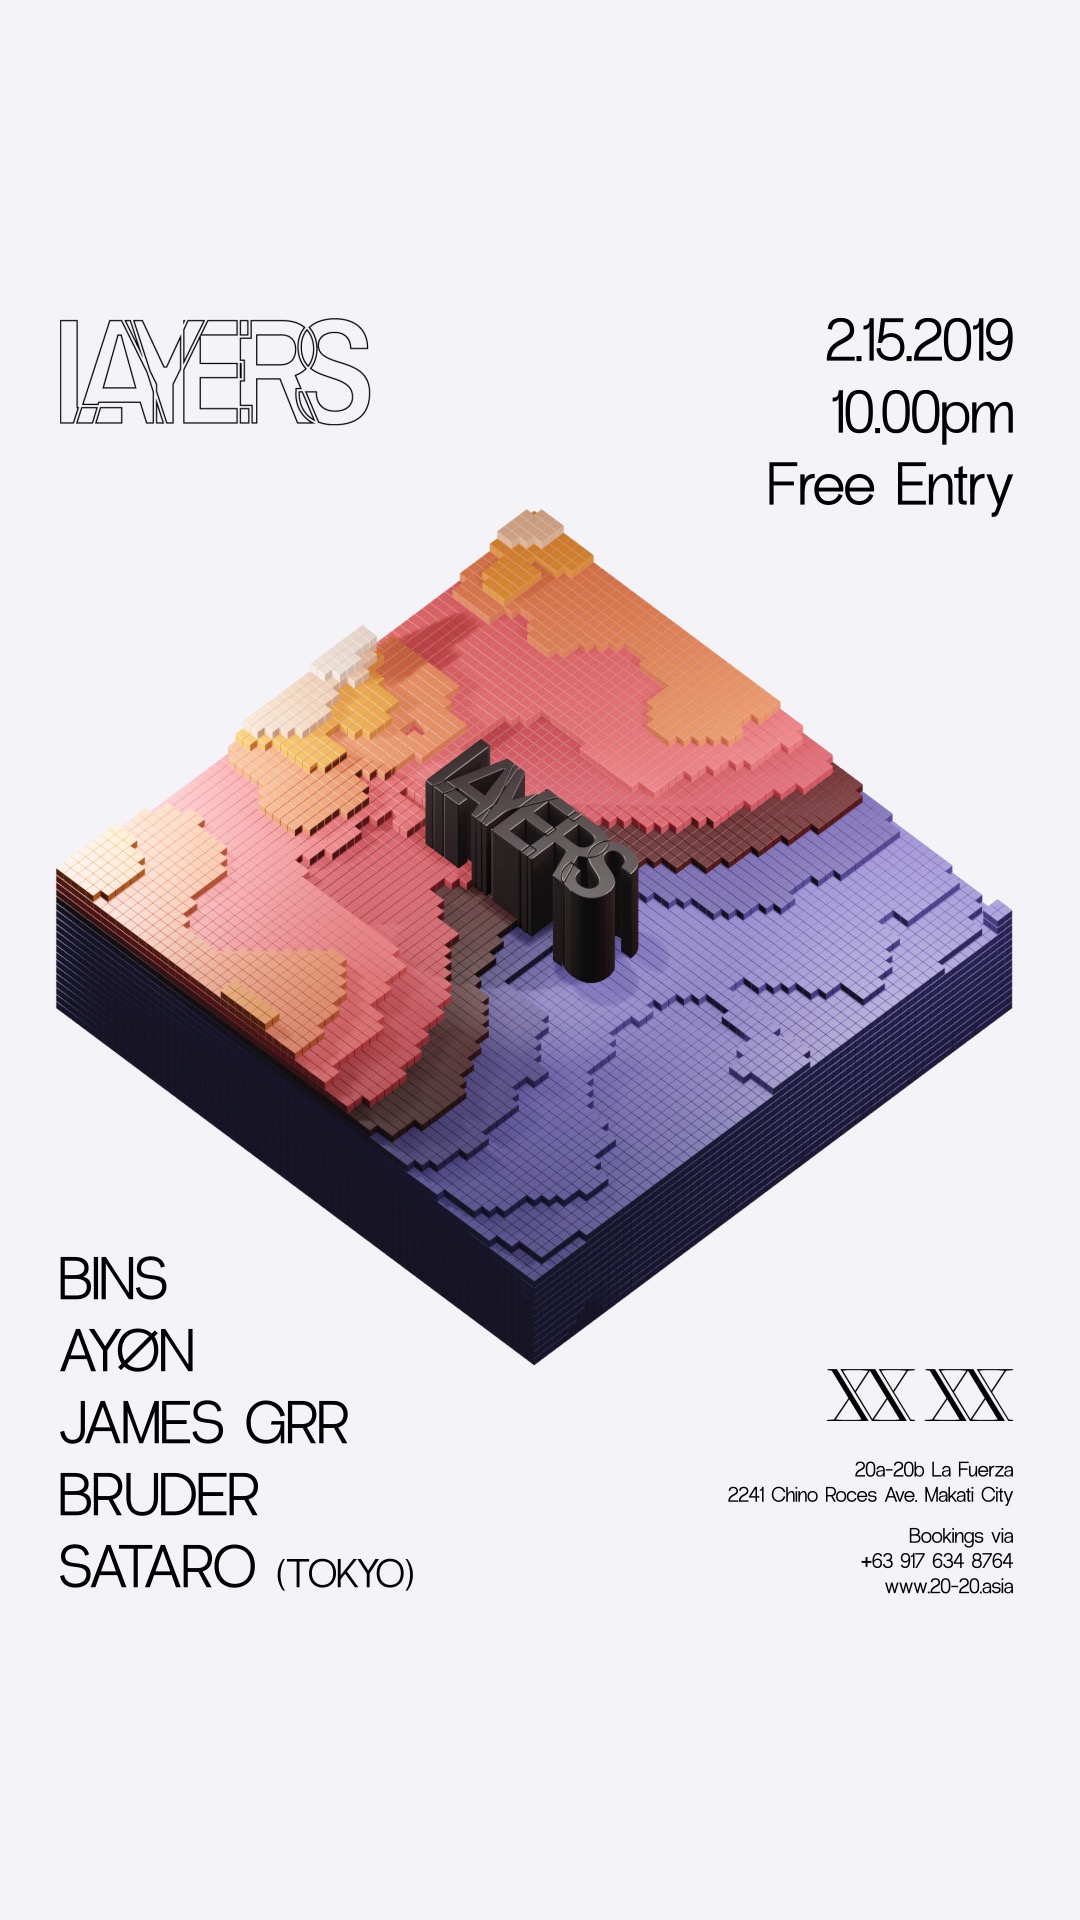 LAYERS
2.15.2019
10.00pm
Free Entry
LAYERS
BINS
AYØN
JAMES GRR
BRUDER
SATARO (TOKYO)
XX XX
20a-20b La Fuerza
2241 Chino Roces Ave. Makati City
Bookings via
+63 917 634 8764
www.20-20.asia